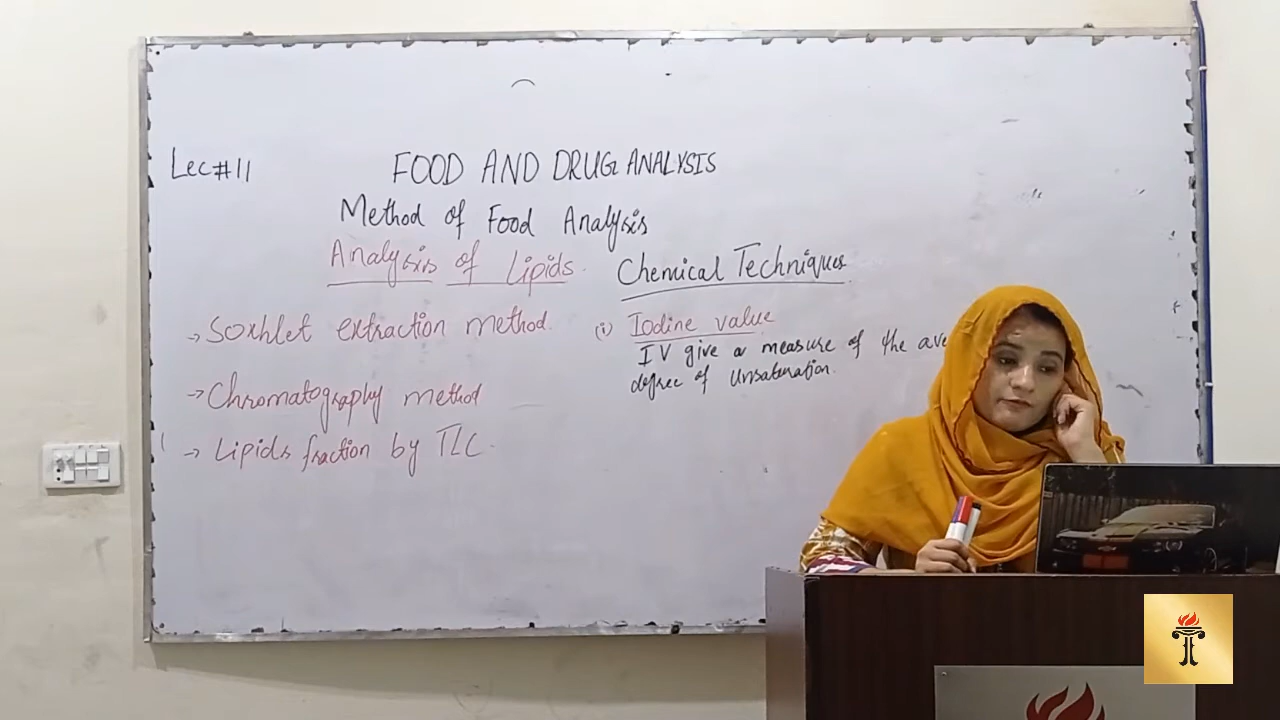 Lec#11
FOOD AND DRUG ANALYSIS
Method of Food Analysis
Analysis of Lipids.
→ Soxhlet extraction method.
→ Chromatography method
→ Lipids fraction by TLC.
Chemical Techniques.
(i) Iodine value
IV give a measure of the ave
degree of Unsaturation.